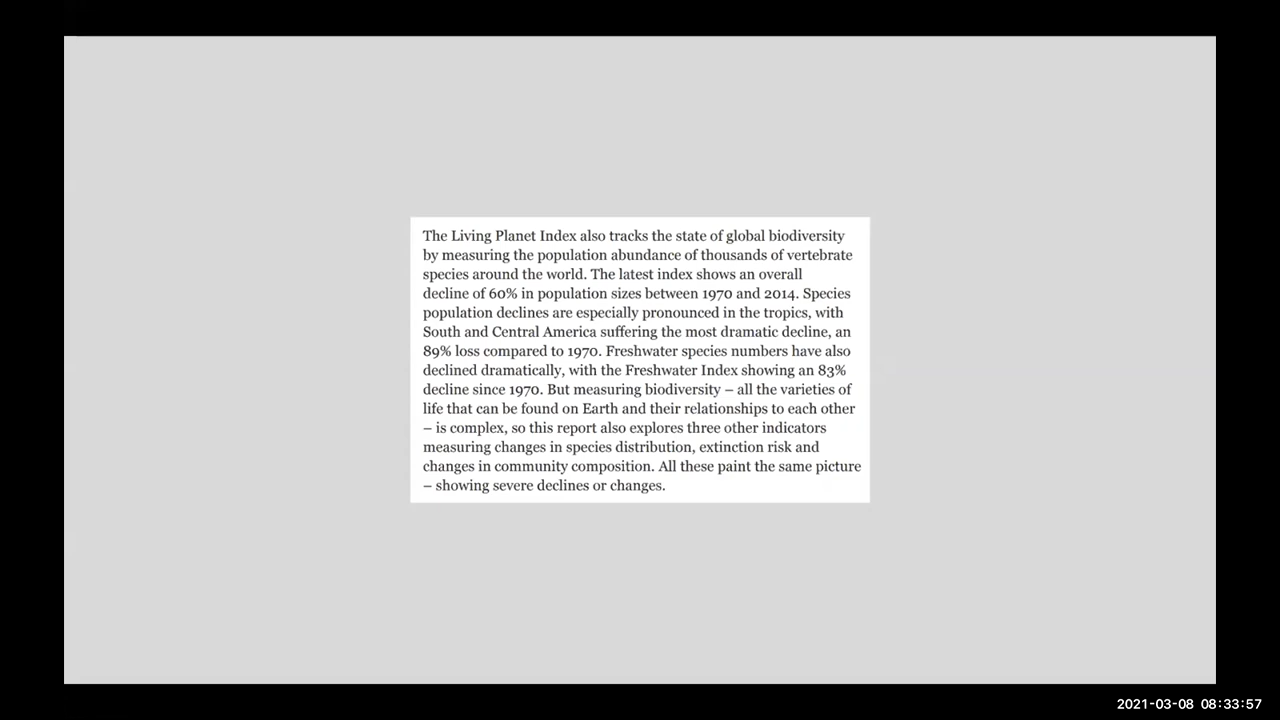 The Living Planet Index also tracks the state of global biodiversity
by measuring the population abundance of thousands of vertebrate
species around the world. The latest index shows an overall
decline of 60% in population sizes between 1970 and 2014. Species
population declines are especially pronounced in the tropics, with
South and Central America suffering the most dramatic decline, an
89% loss compared to 1970. Freshwater species numbers have also
declined dramatically, with the Freshwater Index showing an 83%
decline since 1970. But measuring biodiversity – all the varieties of
life that can be found on Earth and their relationships to each other
– is complex, so this report also explores three other indicators
measuring changes in species distribution, extinction risk and
changes in community composition. All these paint the same picture
– showing severe declines or changes.
2021-03-08 08:33:57